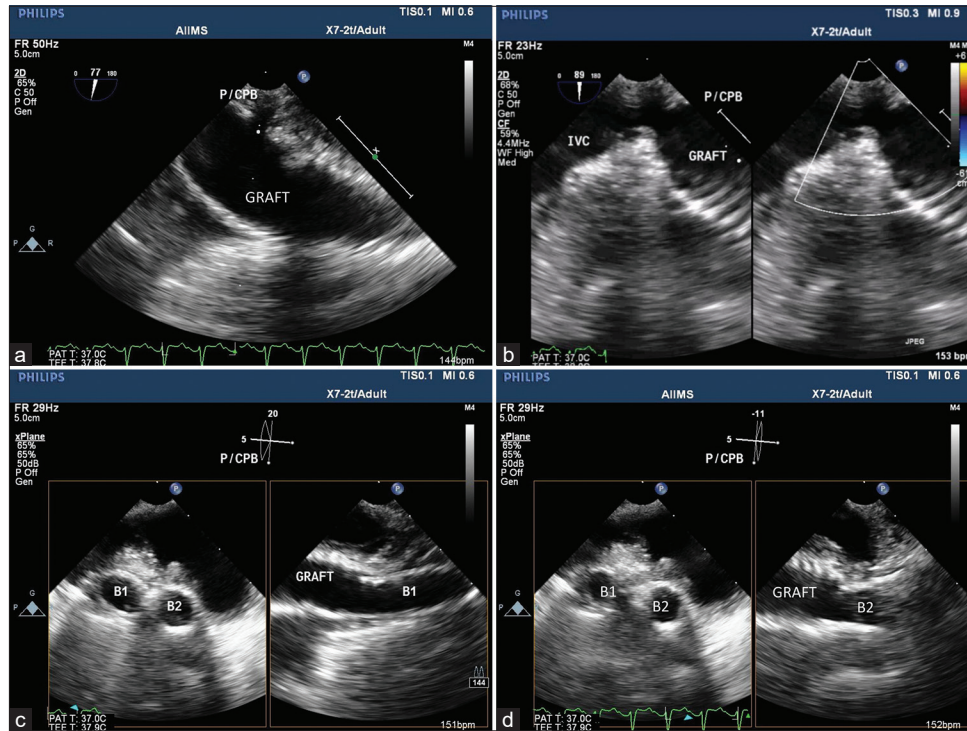 PHILIPS
TIS0.1 MI 0.6
AIIMS
X7-2t/Adult
FR 50Hz
5.0cm
M4
2D
65%
C 50
P Off
Gen
0 77 180
P
P/CPB
x
GRAFT
G
P R
PAT T: 37.0C
TEE T: 37.8C
144bpm
a
PHILIPS
TIS0.3 MI 0.9
X7-2t/Adult
FR 23Hz
5.0cm
M4
+6
2D
68%
C 50
P Off
Gen
CF
59%
4.4MHz
WF High
Med
0 89 180
P
P/CPB
IVC
GRAFT
-6
JPEG
PAT T: 37.0C
153 bpm
b
PHILIPS
TIS0.1 MI 0.6
X7-2t/Adult
FR 29Hz
5.0cm
M4
xPlane
65%
65%
50dB
P Off
Gen
20
5
P/CPB
P
P
B1
B2
GRAFT
B1
G
P
144
PAT T: 37.0C
TEE T: 37.9C
151bpm
c
PHILIPS
TIS0.1 MI 0.6
AIIMS
X7-2t/Adult
FR 29Hz
5.0cm
M4
xPlane
65%
65%
50dB
P Off
Gen
-11
5
P/CPB
P
B1
B2
GRAFT
B2
G
P
PAT T: 37.0C
TEE T: 37.9C
152bpm
d